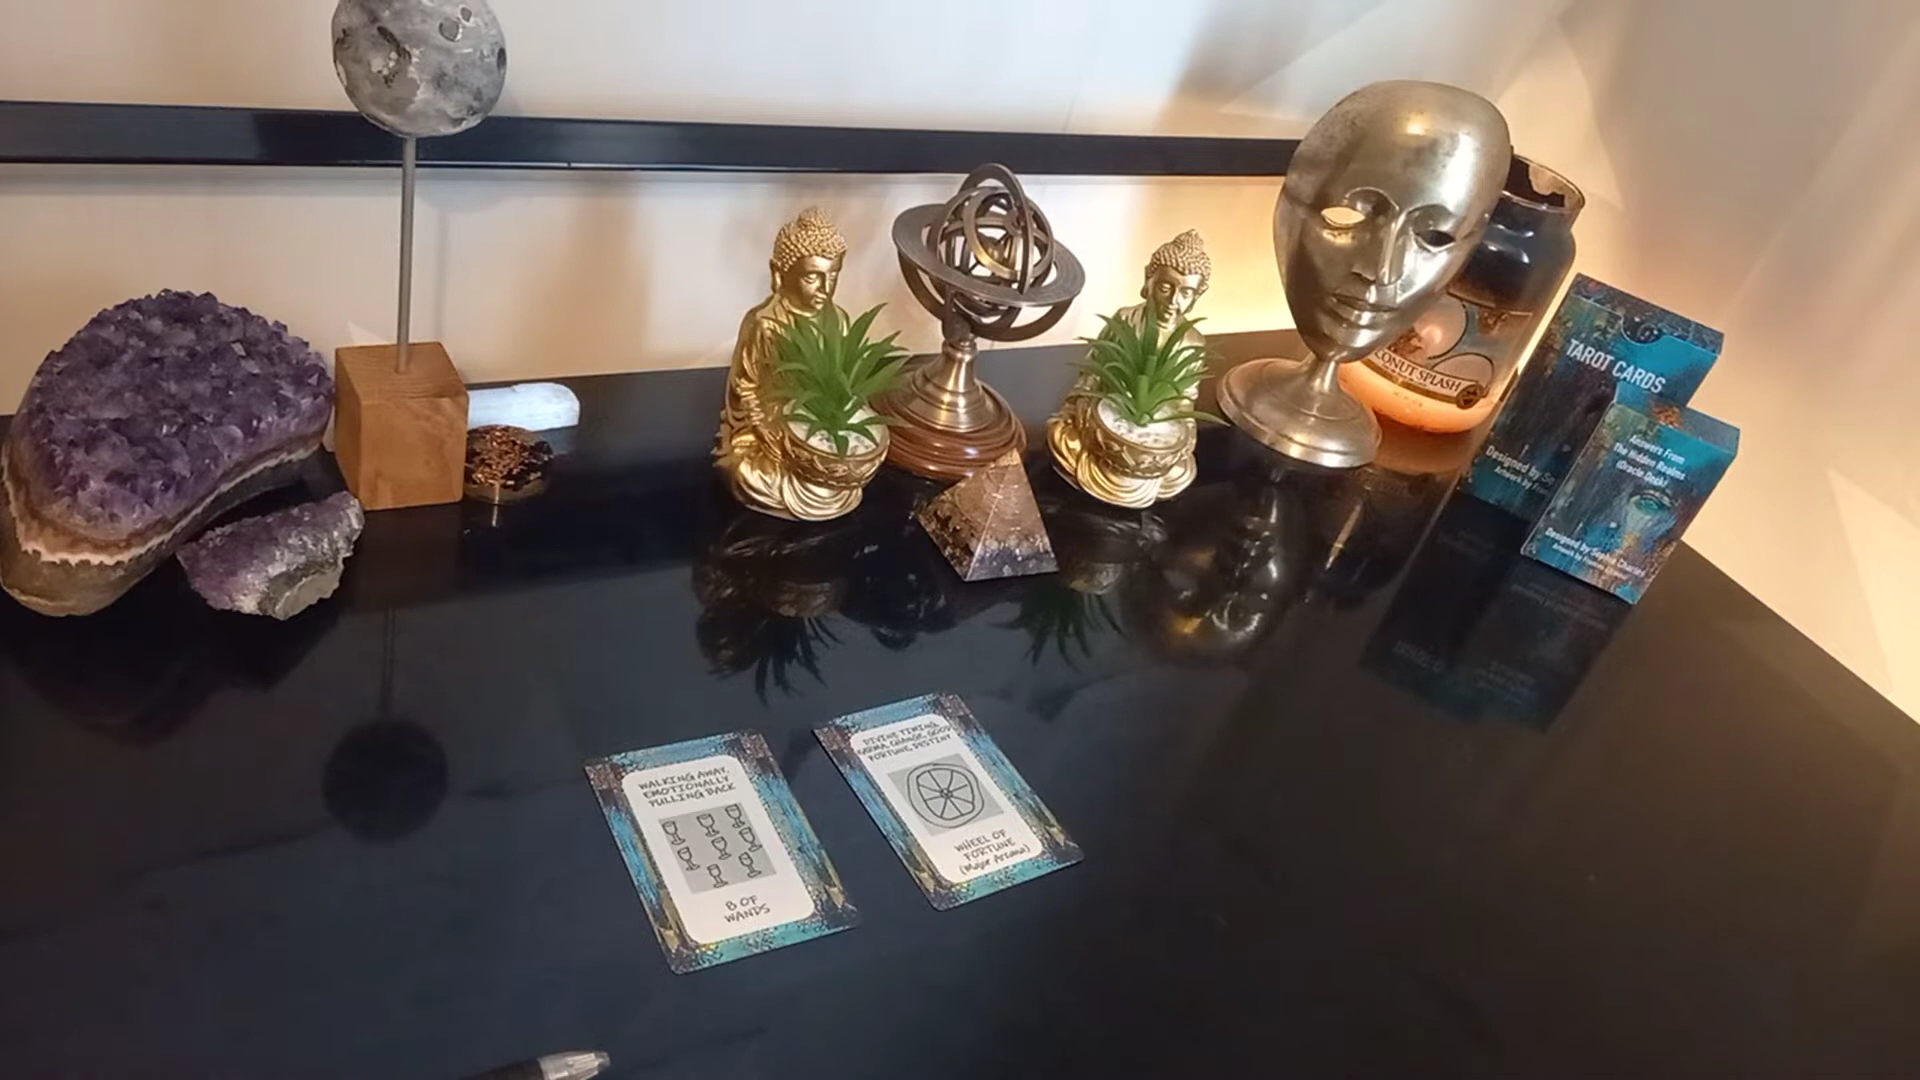 TAROT CARDS
Designed by
Answers From
The Hidden Realms
(Oracle Deck)
Designed by
CONUT SPLASH
DIVINE TIMING,
KARMA, CHANGE, GOOD
FORTUNE, DESTINY
WHEEL OF
FORTUNE
(Major Arcana)
WALKING AWAY,
EMOTIONALLY
PULLING BACK
8 OF
WANDS